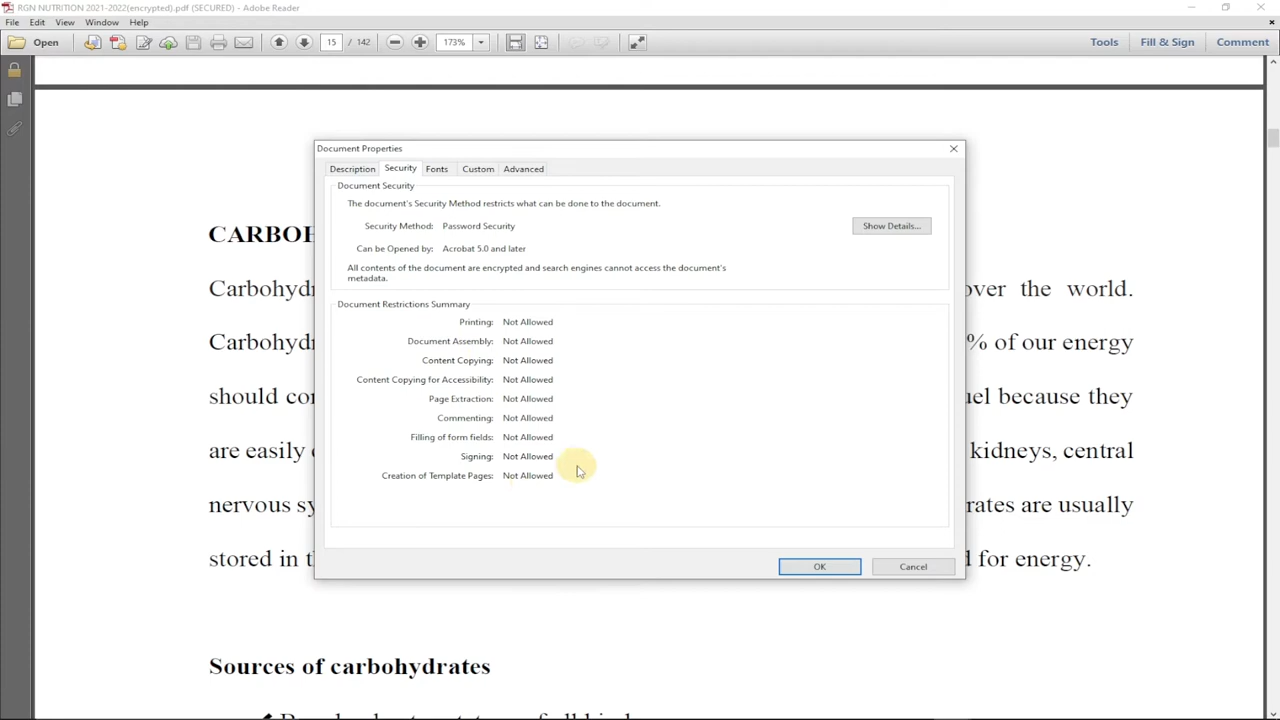 RGN NUTRITION 2021-2022(encrypted).pdf (SECURED) - Adobe Reader
File Edit View Window Help
Open 15 / 142 173% Tools Fill & Sign Comment
Document Properties
Description Security Fonts Custom Advanced
Document Security
The document's Security Method restricts what can be done to the document.
Security Method: Password Security Show Details...
Can be Opened by: Acrobat 5.0 and later
All contents of the document are encrypted and search engines cannot access the document's
metadata.
Document Restrictions Summary
Printing: Not Allowed
Document Assembly: Not Allowed
Content Copying: Not Allowed
Content Copying for Accessibility: Not Allowed
Page Extraction: Not Allowed
Commenting: Not Allowed
Filling of form fields: Not Allowed
Signing: Not Allowed
Creation of Template Pages: Not Allowed
OK Cancel
over the world.
% of our energy
should because they
are easily kidneys, central
nervous are usually
stored in for energy.
Sources of carbohydrates